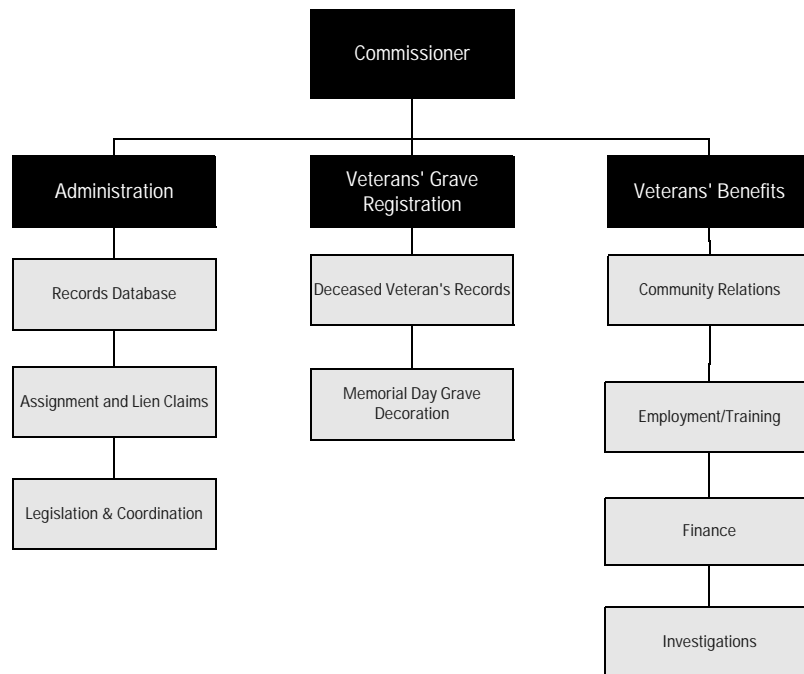 Commissioner
Administration
Veterans' Grave
Registration
Veterans' Benefits
Records Database
Deceased Veteran's Records
Community Relations
Assignment and Lien Claims
Memorial Day Grave
Decoration
Employment/Training
Legislation & Coordination
Finance
Investigations